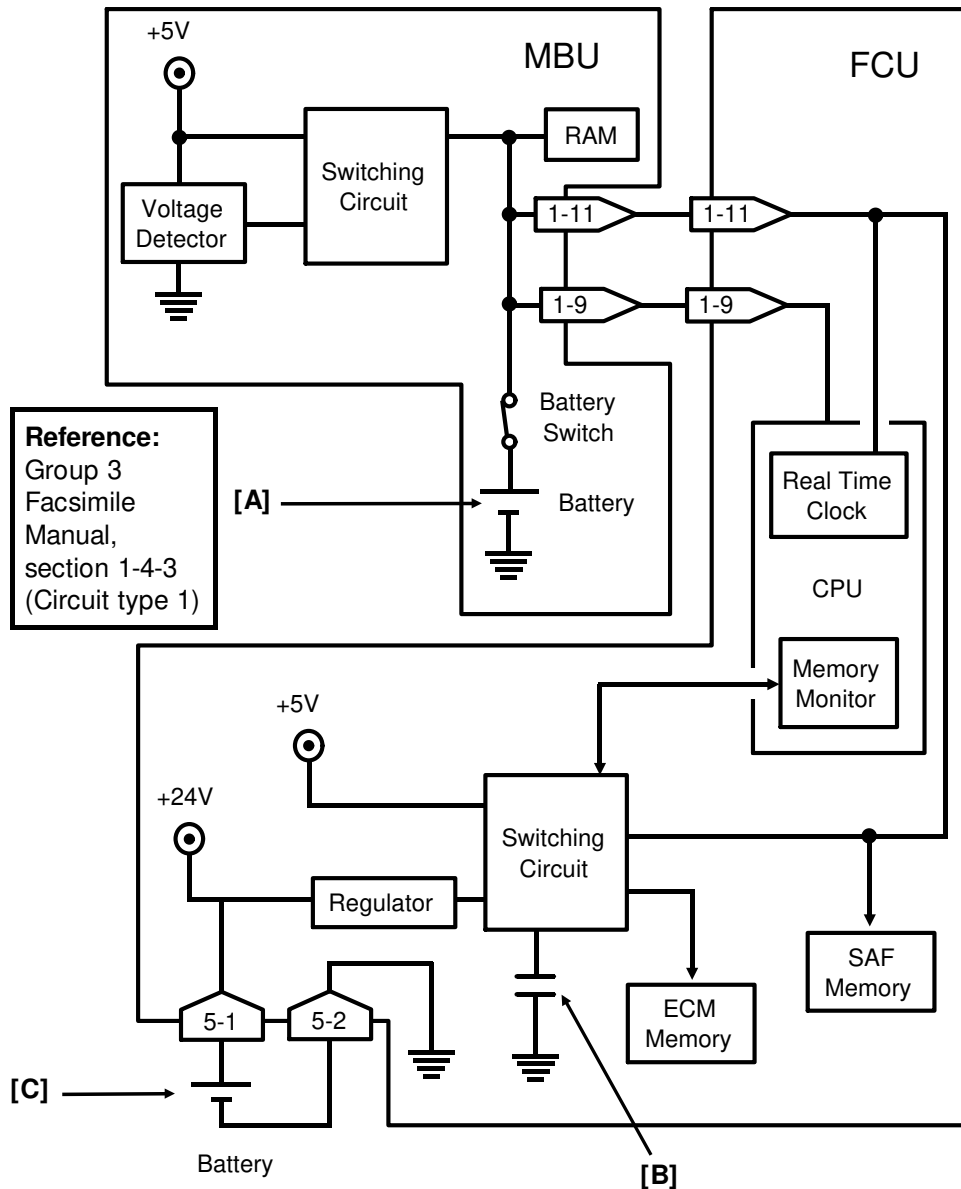 +5V
MBU
FCU
RAM
Switching
Circuit
Voltage
Detector
1-11
1-11
1-9
1-9
Battery
Switch
Reference:
Group 3
Facsimile
Manual,
section 1-4-3
(Circuit type 1)
[A]
Battery
Real Time
Clock
CPU
Memory
Monitor
+5V
+24V
Switching
Circuit
Regulator
SAF
Memory
ECM
Memory
5-1
5-2
[C]
Battery
[B]